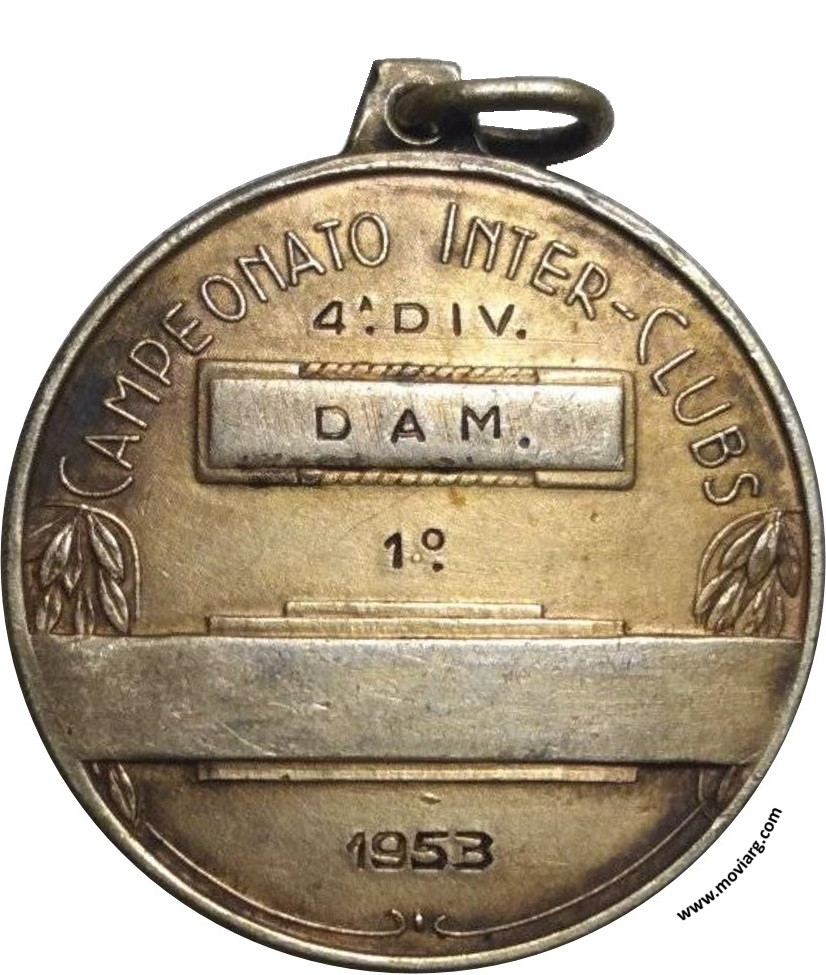 CAMPEONATO INTER-CLUBS
4ª. DIV.
DAM.
1º
1953
www.moviarg.com